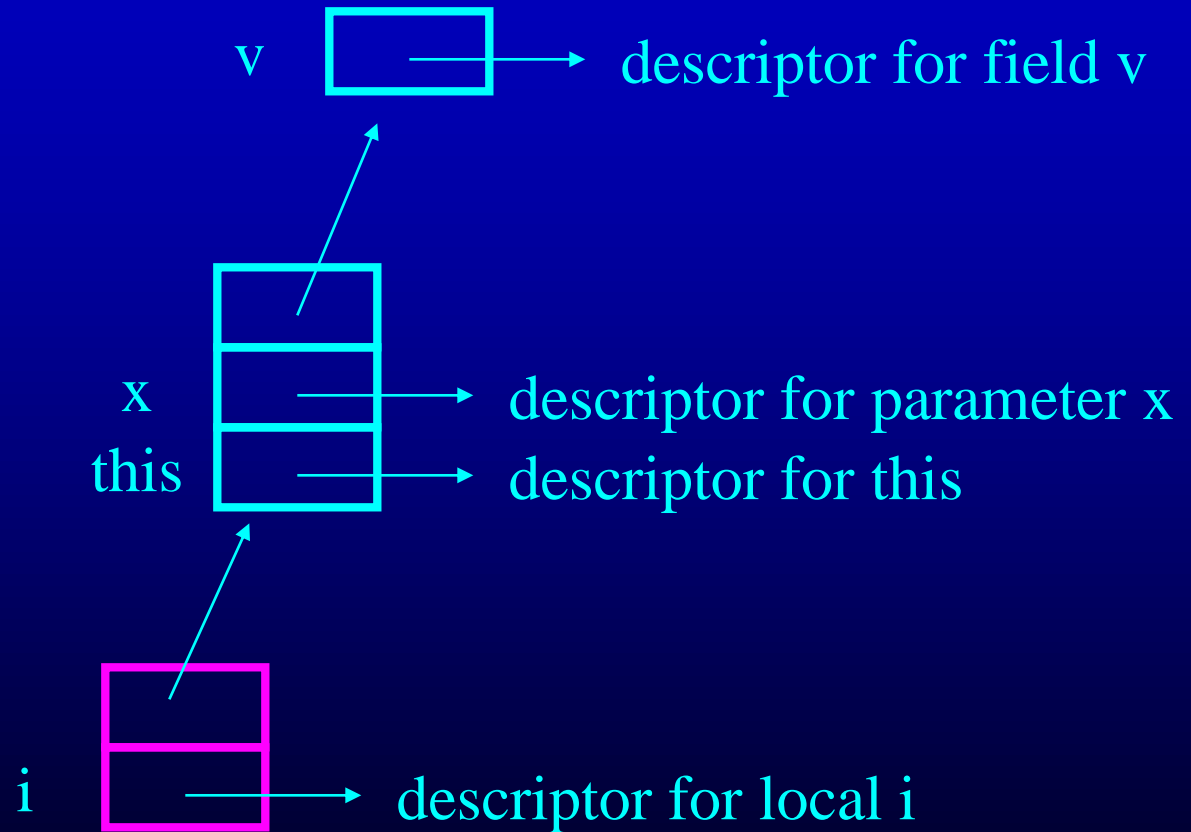 v descriptor for field v
x descriptor for parameter x
this descriptor for this
i descriptor for local i